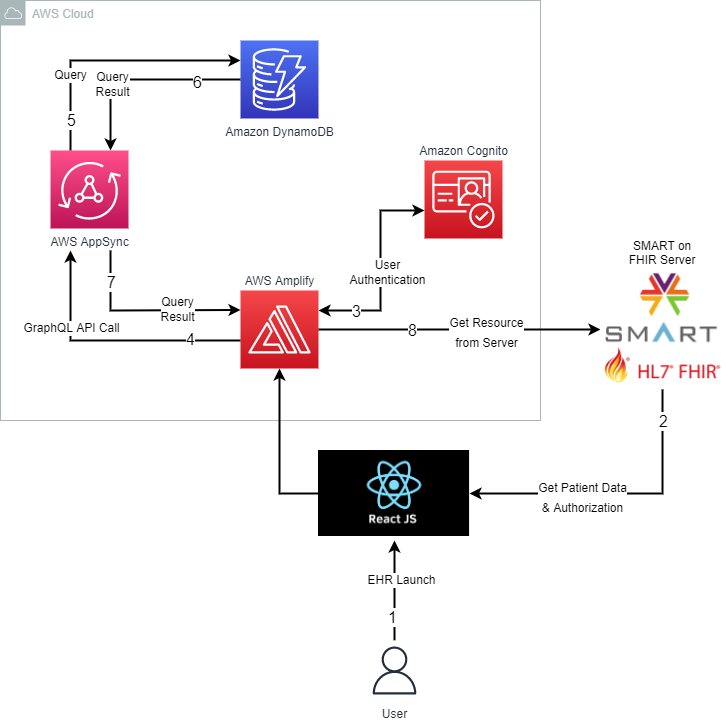 AWS Cloud
Query
Query
Result
6
5
Amazon DynamoDB
Amazon Cognito
AWS AppSync
SMART on
FHIR Server
User
Authentication
7
AWS Amplify
Query
Result
3
GraphQL API Call
4
8
Get Resource
from Server
SMART
HL7® FHIR®
2
Get Patient Data
& Authorization
React JS
EHR Launch
1
User